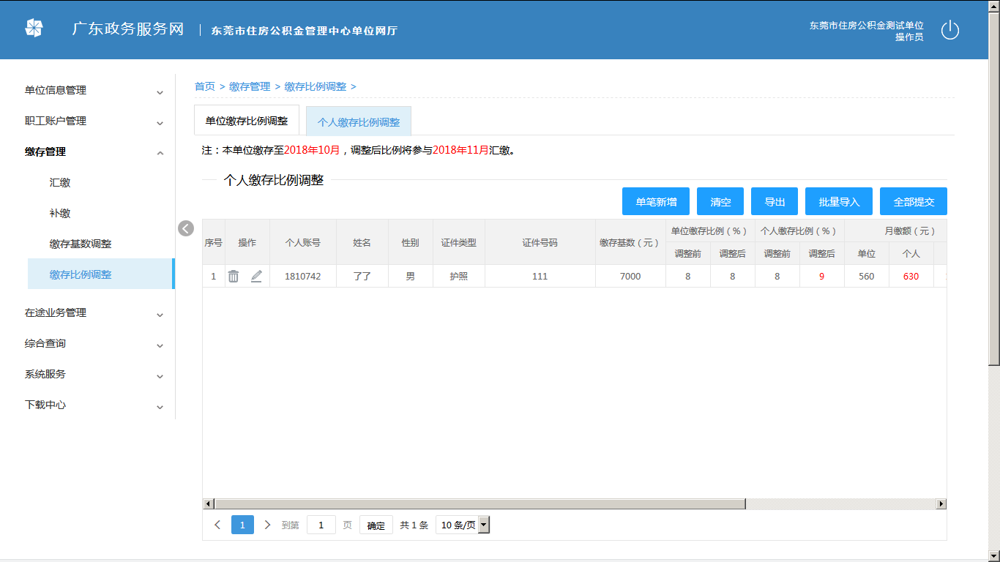 广东政务服务网
东莞市住房公积金管理中心单位网厅
东莞市住房公积金测试单位
操作员
单位信息管理
职工账户管理
缴存管理
汇缴
补缴
缴存基数调整
缴存比例调整
在途业务管理
综合查询
系统服务
下载中心
首页 > 缴存管理 > 缴存比例调整 >
单位缴存比例调整 个人缴存比例调整
注：本单位缴存至2018年10月，调整后比例将参与2018年11月汇缴。
个人缴存比例调整
单笔新增 清空 导出 批量导入 全部提交
序号 操作 个人账号 姓名 性别 证件类型 证件号码 缴存基数（元） 单位缴存比例（%） 个人缴存比例（%） 月缴额（元）
调整前 调整后 调整前 调整后 单位 个人
1 1810742 了了 男 护照 111 7000 8 8 8 9 560 630
1 到第 1 页 确定 共 1 条 10 条/页